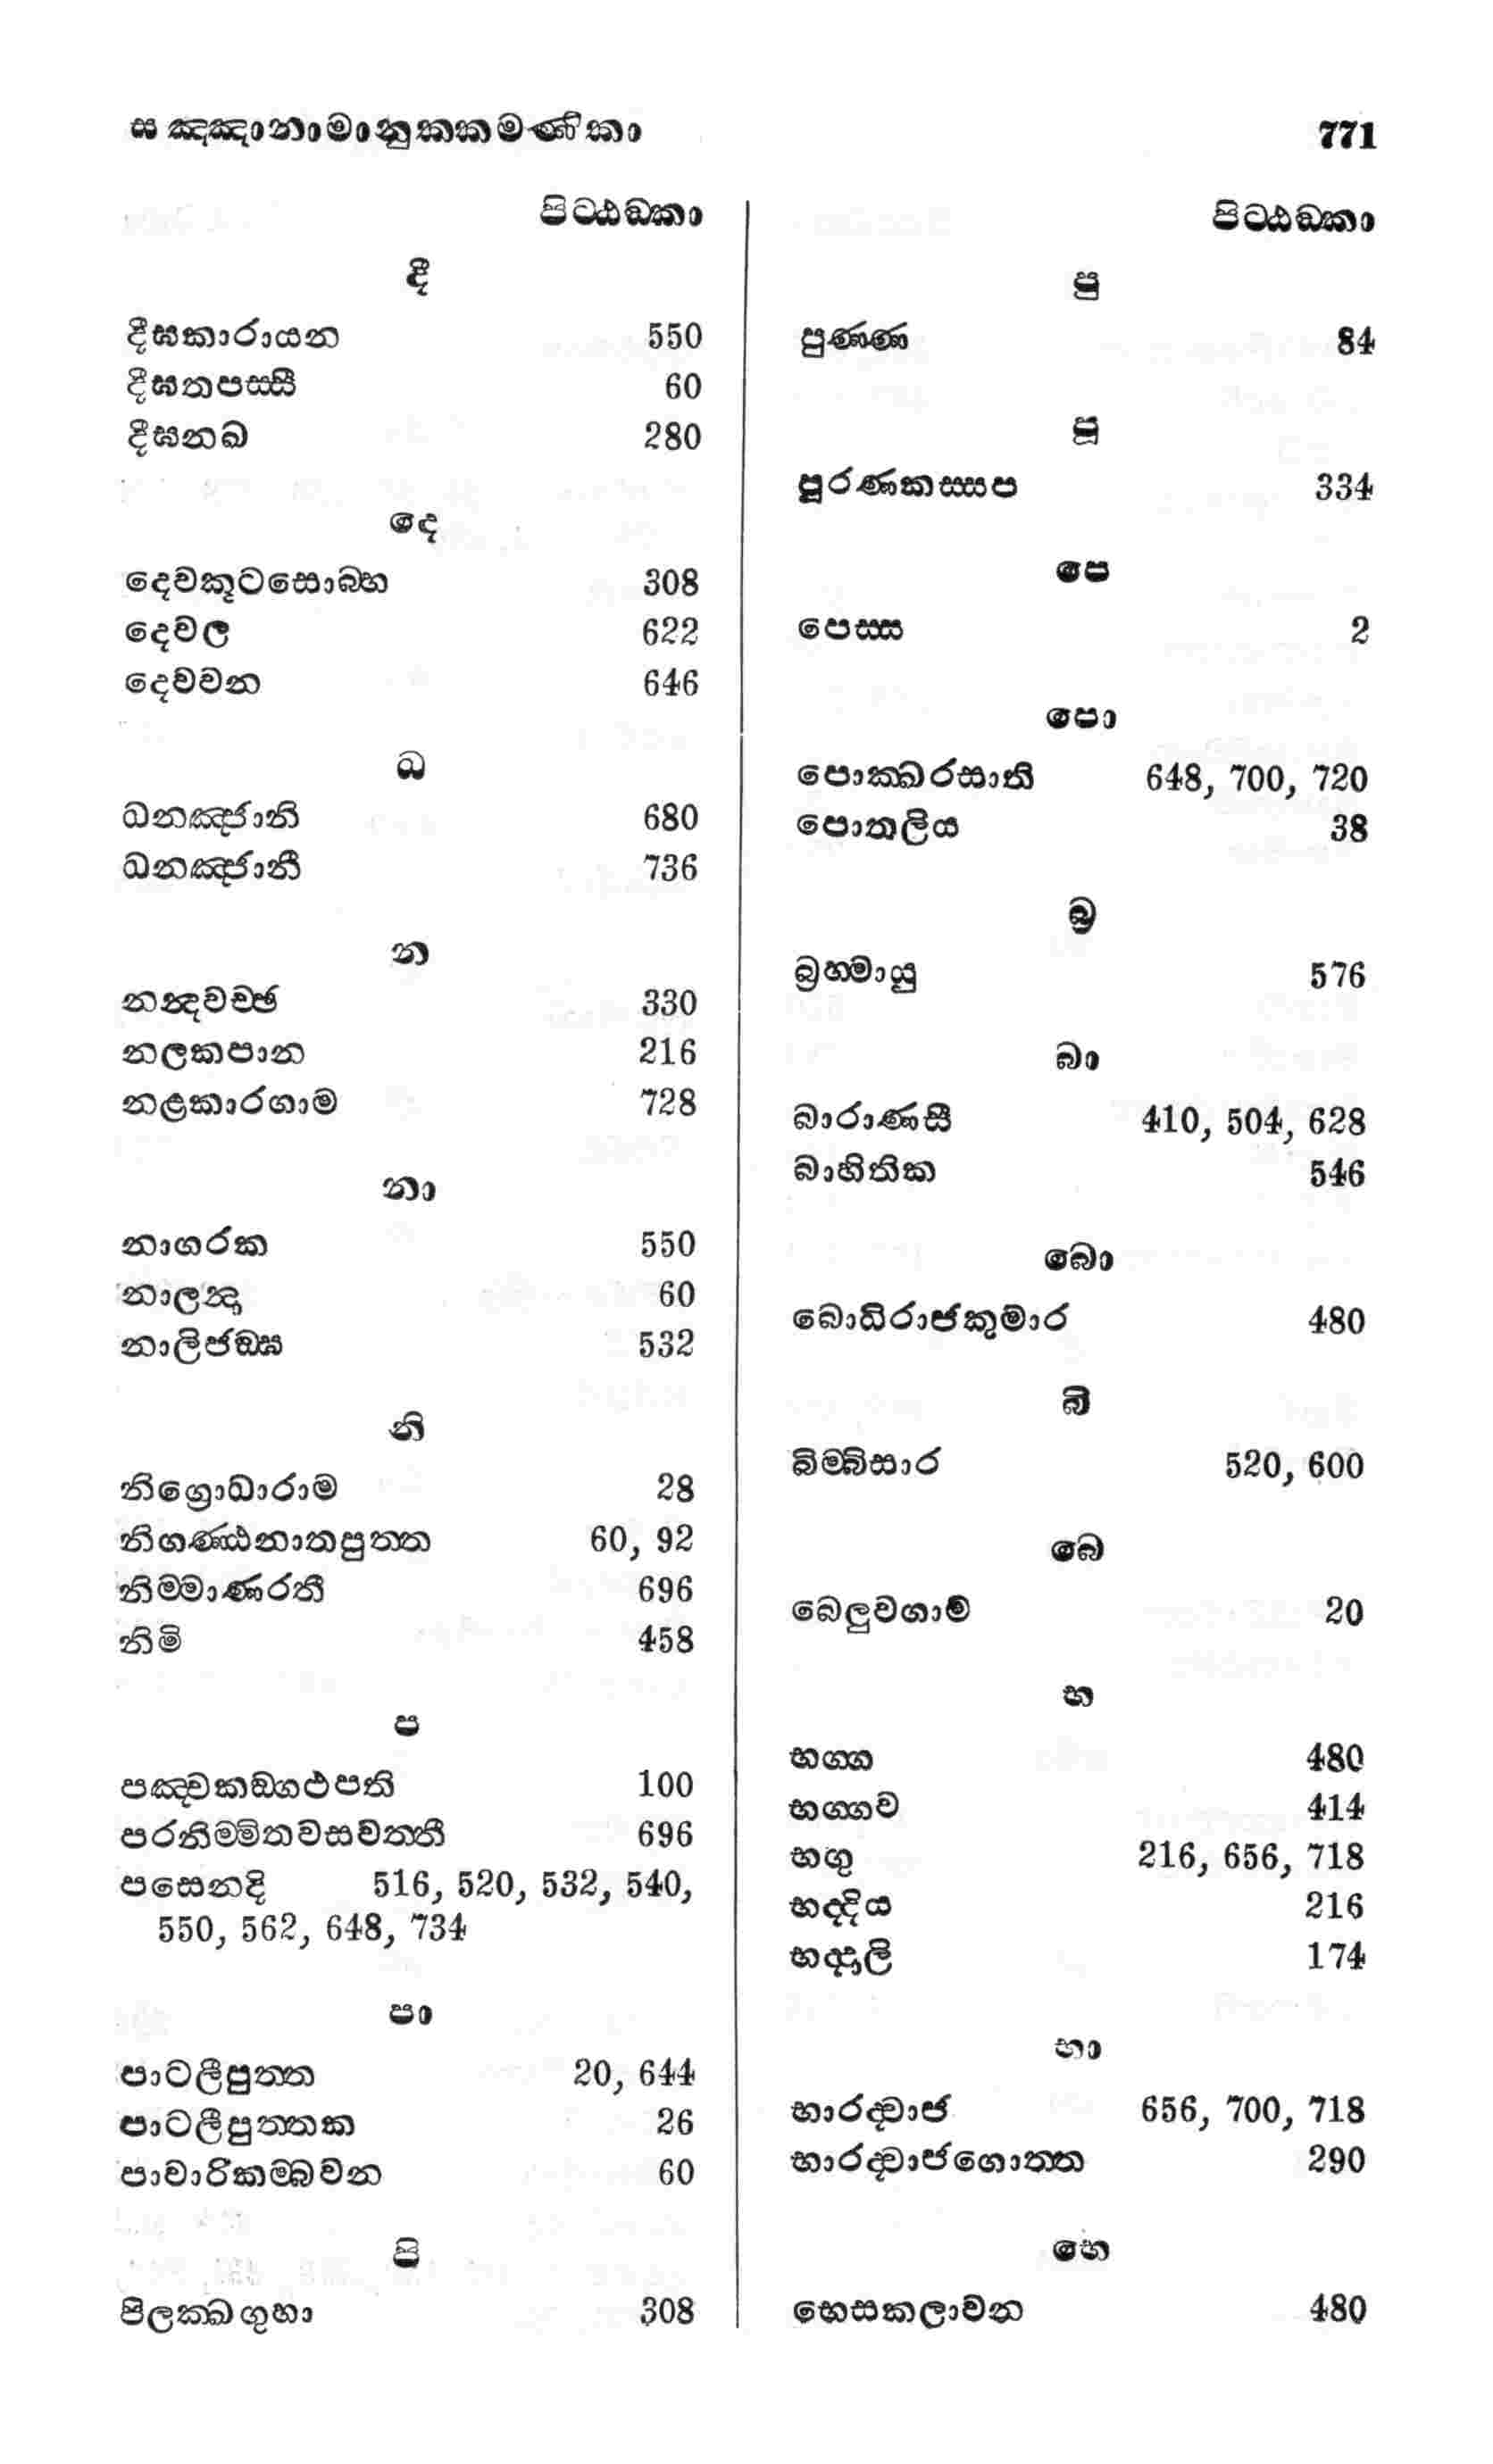 සඤ්ඤානාමානුක්කමණිකා 771
පිට්ඨඞ්කා
දී
දීඝකාරායන 550
දීඝතපස්සී 60
දීඝනඛ 280
දෙ
දෙවකූටසොබ්භ 308
දෙවල 622
දෙවවන 646
ධ
ධනඤ්ජානි 680
ධනඤ්ජානී 736
න
නන්දවච්ඡ 330
නලකපාන 216
නළකාරගාම 728
නා
නාගරක 550
නාලන්දා 60
නාලිජඞ්ඝ 532
නි
නිග්‍රොධාරාම 28
නිගණ්ඨනාතපුත්ත 60, 92
නිම්මාණරතී 696
නිමි 458
ප
පඤ්චකඞ්ගථපති 100
පරනිම්මිතවසවත්තී 696
පසෙනදි 516, 520, 532, 540,
550, 562, 648, 734
පා
පාටලීපුත්ත 20, 644
පාටලීපුත්තක 26
පාවාරිකම්බවන 60
පි
පිලක්ඛගුහා 308
පිට්ඨඞ්කා
පු
පුණ්ණ 84
පූ
පූරණකස්සප 334
පෙ
පෙස්ස 2
පො
පොක්ඛරසාති 648, 700, 720
පොතලිය 38
බ්‍ර
බ්‍රහ්මායු 576
බා
බාරාණසී 410, 504, 628
බාහිතික 546
බො
බොධිරාජකුමාර 480
බි
බිම්බිසාර 520, 600
බෙ
බෙලුවගාම 20
භ
භග්ග 480
භග්ගව 414
භගු 216, 656, 718
භද්දිය 216
භද්දාලි 174
භා
භාරද්වාජ 656, 700, 718
භාරද්වාජගොත්ත 290
භෙ
භෙසකලාවන 480